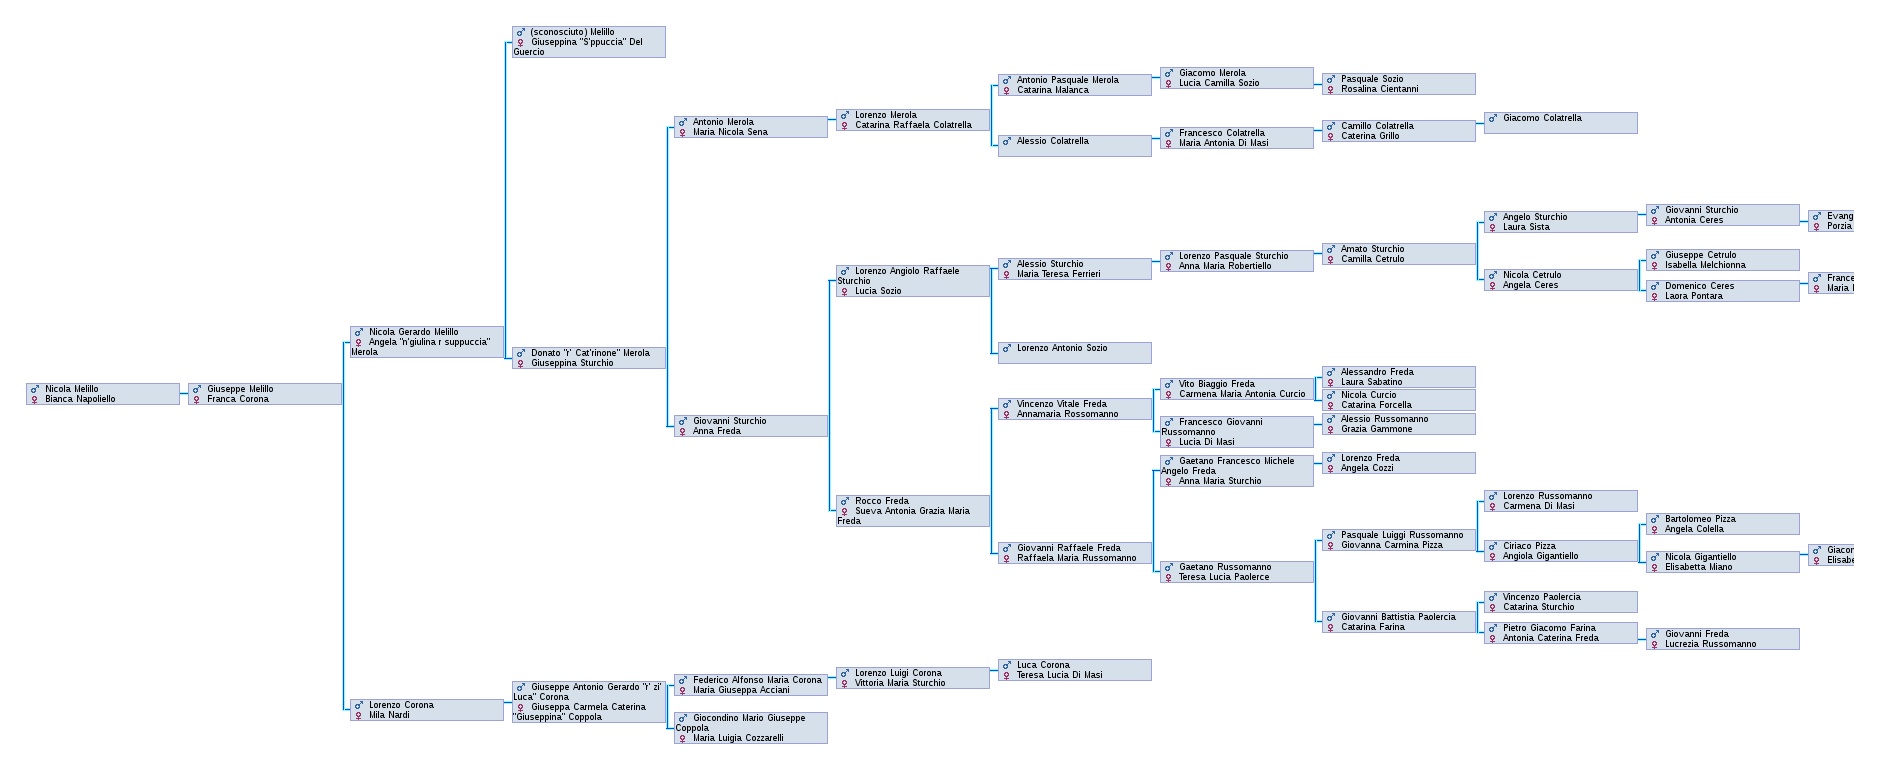 Nicola Melillo
Bianca Napoliello
Giuseppe Melillo
Franca Corona
Nicola Gerardo Melillo
Angela "n'giulina r suppuccia"
Merola
Lorenzo Corona
Mila Nardi
(sconosciuto) Melillo
Giuseppina "S'ppuccia" Del
Guercio
Donato "r' Cat'rinone" Merola
Giuseppina Sturchio
Giuseppe Antonio Gerardo "r' zi'
Luca" Corona
Giuseppa Carmela Caterina
"Giuseppina" Coppola
Antonio Merola
Maria Nicola Sena
Giovanni Sturchio
Anna Freda
Federico Alfonso Maria Corona
Maria Giuseppa Acciani
Giocondino Mario Giuseppe
Coppola
Maria Luigia Cozzarelli
Lorenzo Merola
Catarina Raffaela Colatrella
Lorenzo Angiolo Raffaele
Sturchio
Lucia Sozio
Rocco Freda
Sueva Antonia Grazia Maria
Freda
Lorenzo Luigi Corona
Vittoria Maria Sturchio
Antonio Pasquale Merola
Catarina Malanca
Alessio Colatrella
Alessio Sturchio
Maria Teresa Ferrieri
Lorenzo Antonio Sozio
Vincenzo Vitale Freda
Annamaria Rossomanno
Giovanni Raffaele Freda
Raffaela Maria Russomanno
Luca Corona
Teresa Lucia Di Masi
Giacomo Merola
Lucia Camilla Sozio
Francesco Colatrella
Maria Antonia Di Masi
Lorenzo Pasquale Sturchio
Anna Maria Robertiello
Vito Biaggio Freda
Carmena Maria Antonia Curcio
Francesco Giovanni
Russomanno
Lucia Di Masi
Gaetano Francesco Michele
Angelo Freda
Anna Maria Sturchio
Gaetano Russomanno
Teresa Lucia Paolerce
Pasquale Sozio
Rosalina Cientanni
Camillo Colatrella
Caterina Grillo
Amato Sturchio
Camilla Cetrulo
Alessandro Freda
Laura Sabatino
Nicola Curcio
Catarina Forcella
Alessio Russomanno
Grazia Gammone
Lorenzo Freda
Angela Cozzi
Pasquale Luiggi Russomanno
Giovanna Carmina Pizza
Giovanni Battistia Paolercia
Catarina Farina
Giacomo Colatrella
Angelo Sturchio
Laura Sista
Nicola Cetrulo
Angela Ceres
Lorenzo Russomanno
Carmena Di Masi
Ciriaco Pizza
Angiola Gigantiello
Vincenzo Paolercia
Catarina Sturchio
Pietro Giacomo Farina
Antonia Caterina Freda
Giovanni Sturchio
Antonia Ceres
Giuseppe Cetrulo
Isabella Melchionna
Domenico Ceres
Laora Pontara
Bartolomeo Pizza
Angela Colella
Nicola Gigantiello
Elisabetta Miano
Giovanni Freda
Lucrezia Russomanno
Evang
Porzia
France
Maria
Giacon
Elisabe